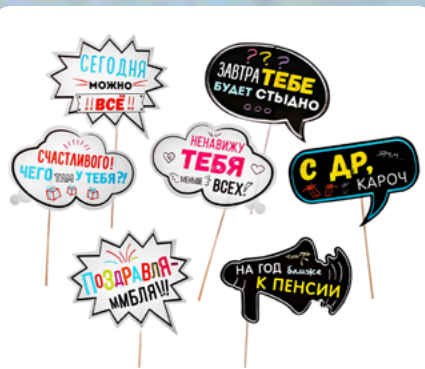 СЕГОДНЯ
МОЖНО
!!ВСЁ!!
???
ЗАВТРА ТЕБЕ
БУДЕТ СТЫДНО
СЧАСТЛИВОГО!
ЧЕГО ТАМ У ТЕБЯ?!
НЕНАВИЖУ
ТЕБЯ
МЕНЬШЕ
ВСЕХ!
С ДР,
КАРОЧ
ПОЗДРАВЛЯ-
ММБЛЯ\!!
НА ГОД ближе
К ПЕНСИИ